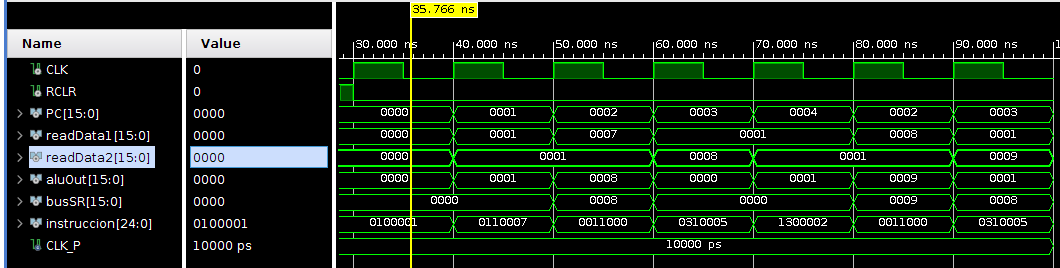 35.766 ns
Name Value
30.000 ns 40.000 ns 50.000 ns 60.000 ns 70.000 ns 80.000 ns 90.000 ns
CLK 0
RCLR 0
PC[15:0] 0000 0000 0001 0002 0003 0004 0002 0003
readData1[15:0] 0000 0000 0001 0007 0001 0008 0001
readData2[15:0] 0000 0000 0001 0008 0001 0009
aluOut[15:0] 0000 0000 0001 0008 0000 0001 0009 0001
busSR[15:0] 0000 0000 0008 0000 0009 0008
instruccion[24:0] 0100001 0100001 0110007 0011000 0310005 1300002 0011000 0310005
CLK_P 10000 ps 10000 ps